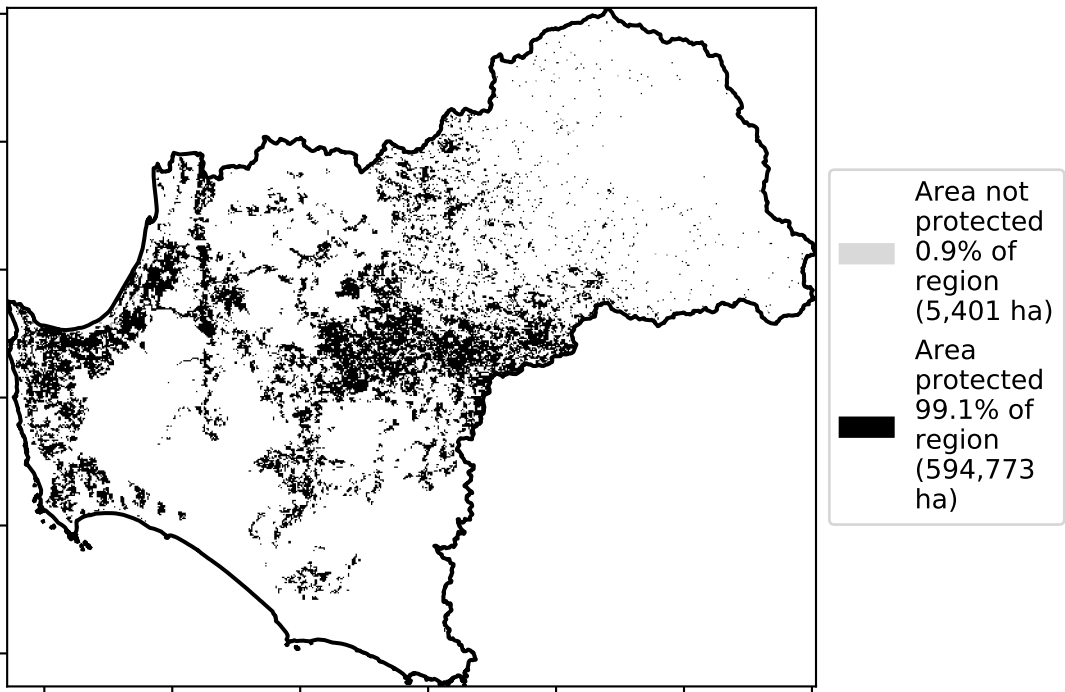 Area not
protected
0.9% of
region
(5,401 ha)
Area
protected
99.1% of
region
(594,773
ha)